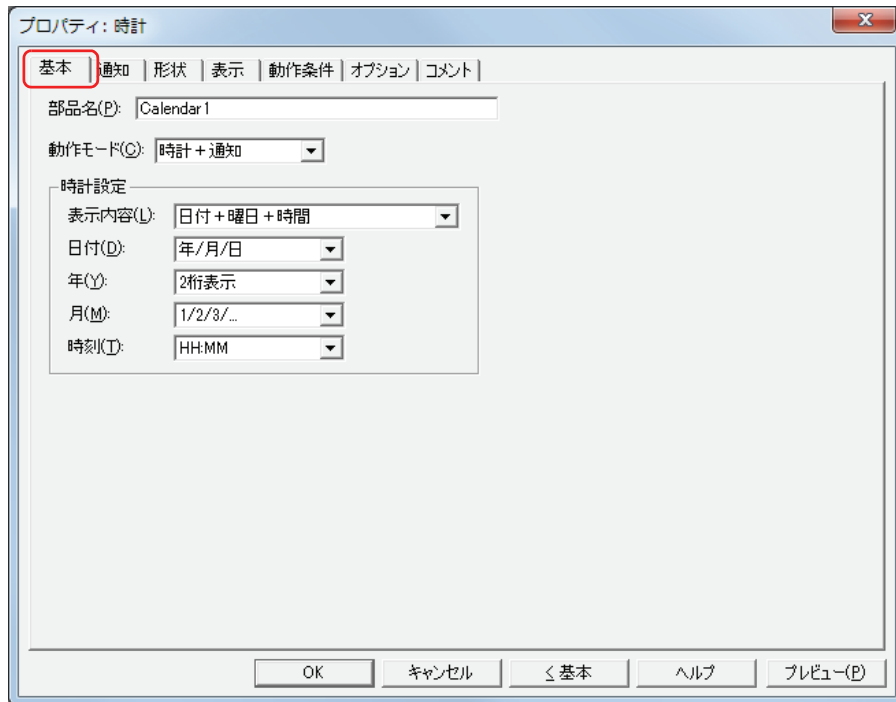 プロパティ: 時計
基本 通知 形状 表示 動作条件 オプション コメント
部品名(P): Calendar1
動作モード(C): 時計+通知
時計設定
表示内容(L): 日付+曜日+時間
日付(D): 年/月/日
年(Y): 2桁表示
月(M): 1/2/3/...
時刻(T): HH:MM
OK キャンセル <基本 ヘルプ プレビュー(P)